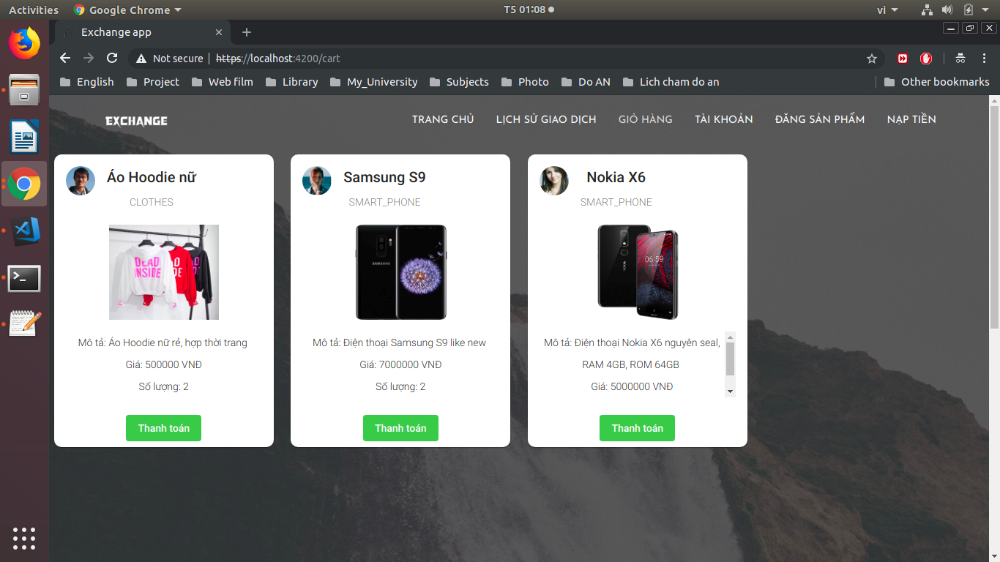 Activities Google Chrome T5 01:08 vi
Exchange app
Not secure https://localhost:4200/cart
English Project Web film Library My_University Subjects Photo Do AN Lich cham do an Other bookmarks
EXCHANGE TRANG CHỦ LỊCH SỬ GIAO DỊCH GIỎ HÀNG TÀI KHOẢN ĐĂNG SẢN PHẨM NẠP TIỀN
Áo Hoodie nữ
CLOTHES
DEAD INSIDE
Mô tả: Áo Hoodie nữ rẻ, hợp thời trang
Giá: 500000 VNĐ
Số lượng: 2
Thanh toán
Samsung S9
SMART_PHONE
SAMSUNG
Mô tả: Điện thoại Samsung S9 like new
Giá: 7000000 VNĐ
Số lượng: 2
Thanh toán
Nokia X6
SMART_PHONE
NOKIA
06:59
Mô tả: Điện thoại Nokia X6 nguyên seal,
RAM 4GB, ROM 64GB
Giá: 5000000 VNĐ
Thanh toán